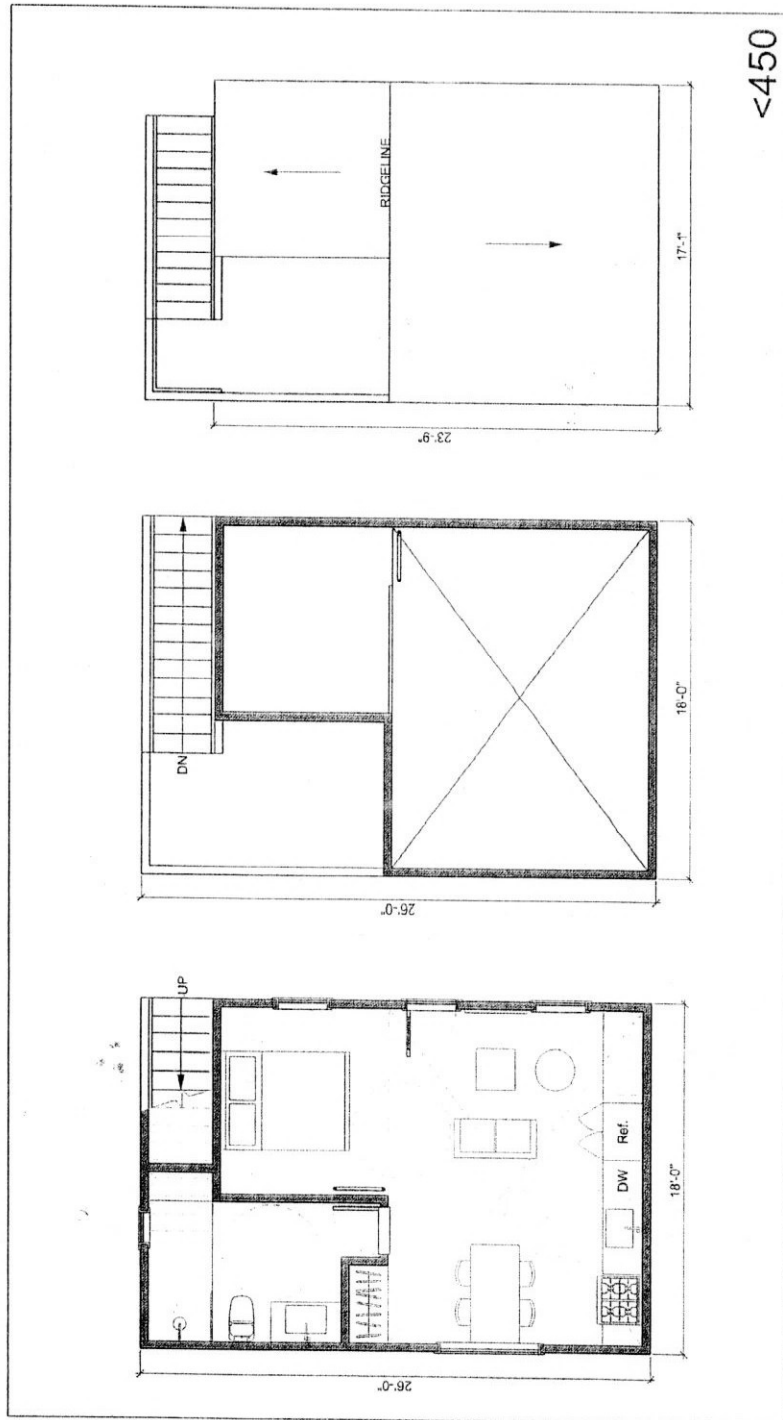 <450
RIDGELINE
17'-1"
23'-9"
DN
18'-0"
26'-0"
UP
Ref.
DW
18'-0"
26'-0"